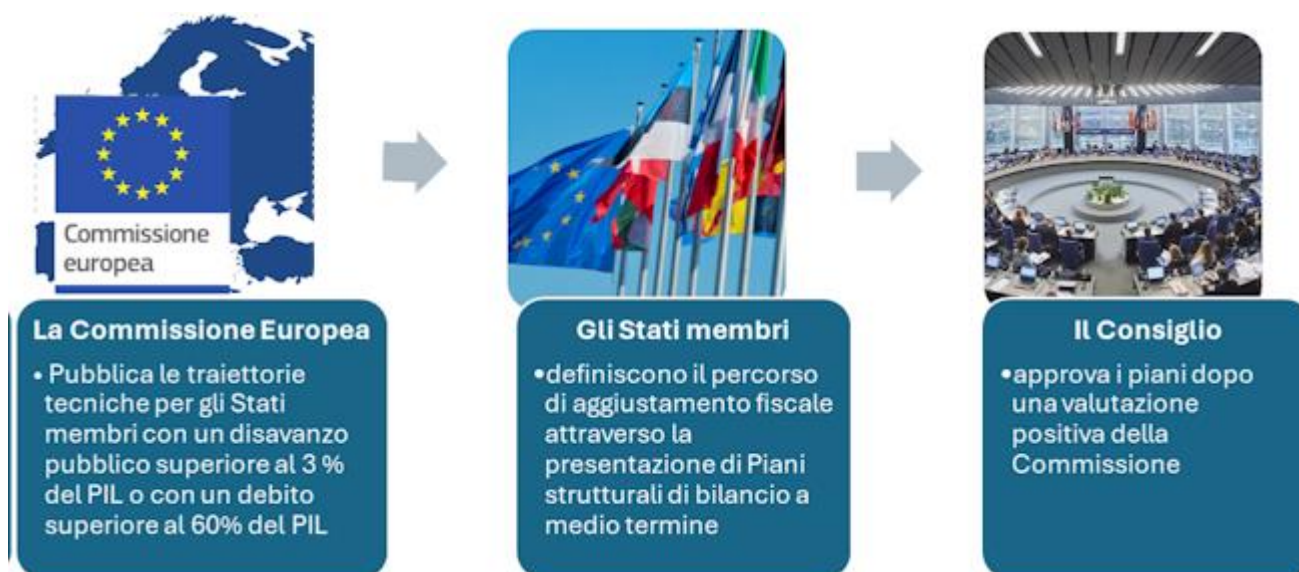 Commissione
europea
La Commissione Europea
• Pubblica le traiettorie
tecniche per gli Stati
membri con un disavanzo
pubblico superiore al 3 %
del PIL o con un debito
superiore al 60% del PIL
Gli Stati membri
•definiscono il percorso
di aggiustamento fiscale
attraverso la
presentazione di Piani
strutturali di bilancio a
medio termine
Il Consiglio
•approva i piani dopo
una valutazione
positiva della
Commissione